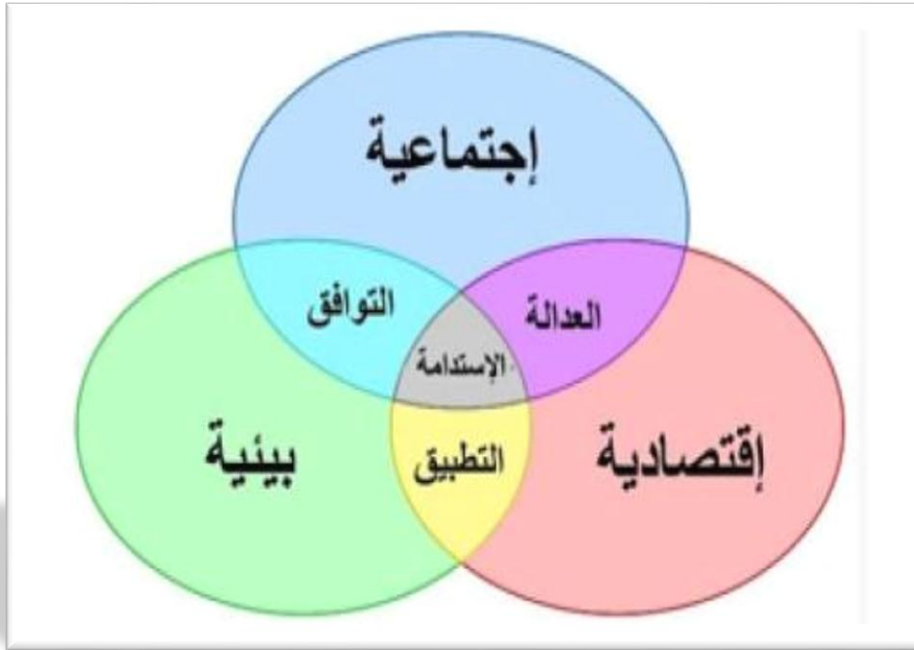 إجتماعية
العدالة
التوافق
الإستدامة
إقتصادية
التطبيق
بيئية